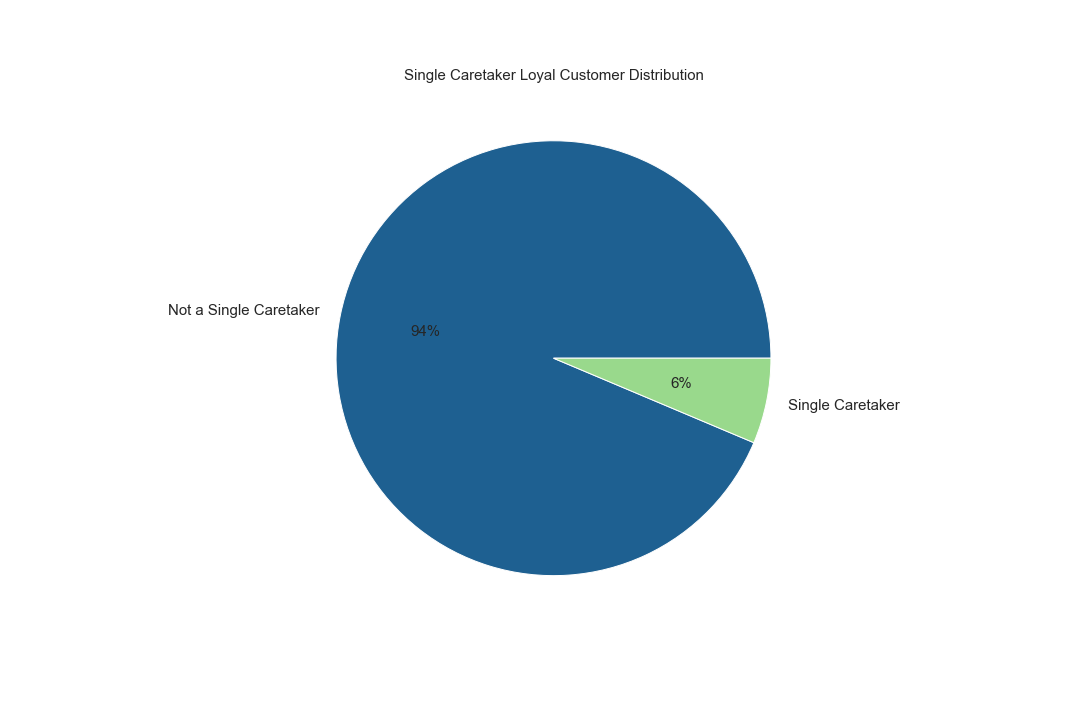 Single Caretaker Loyal Customer Distribution
Not a Single Caretaker
94%
6%
Single Caretaker